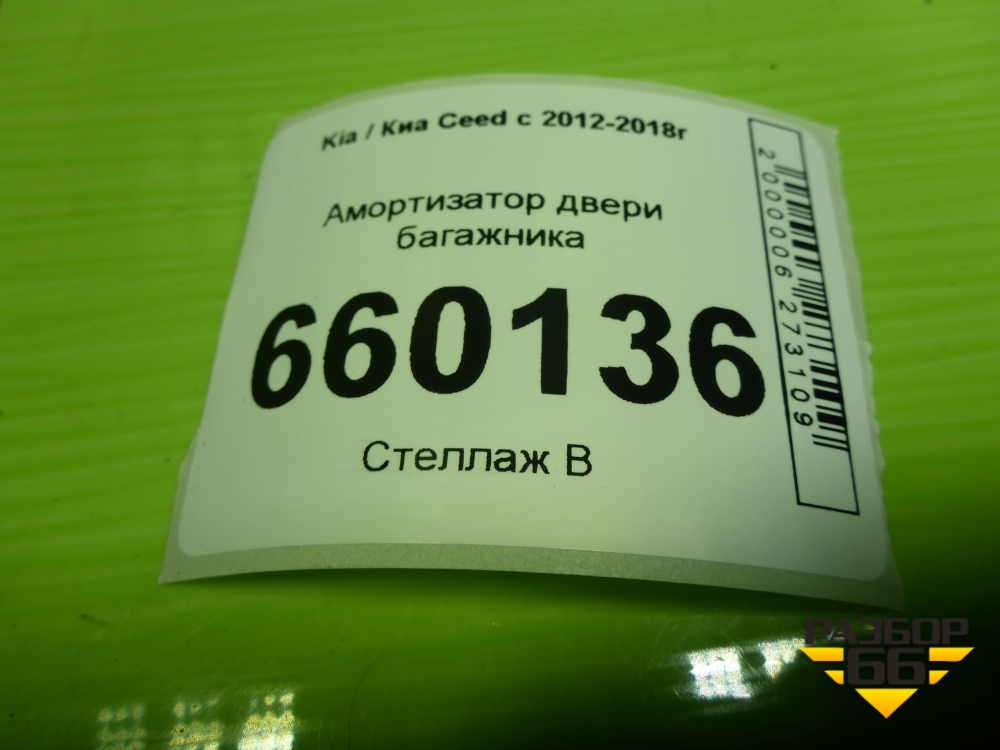 Kia / Киа Ceed с 2012-2018г
Амортизатор двери
багажника
660136
Стеллаж В
2000006273109
РАЗБОР
66